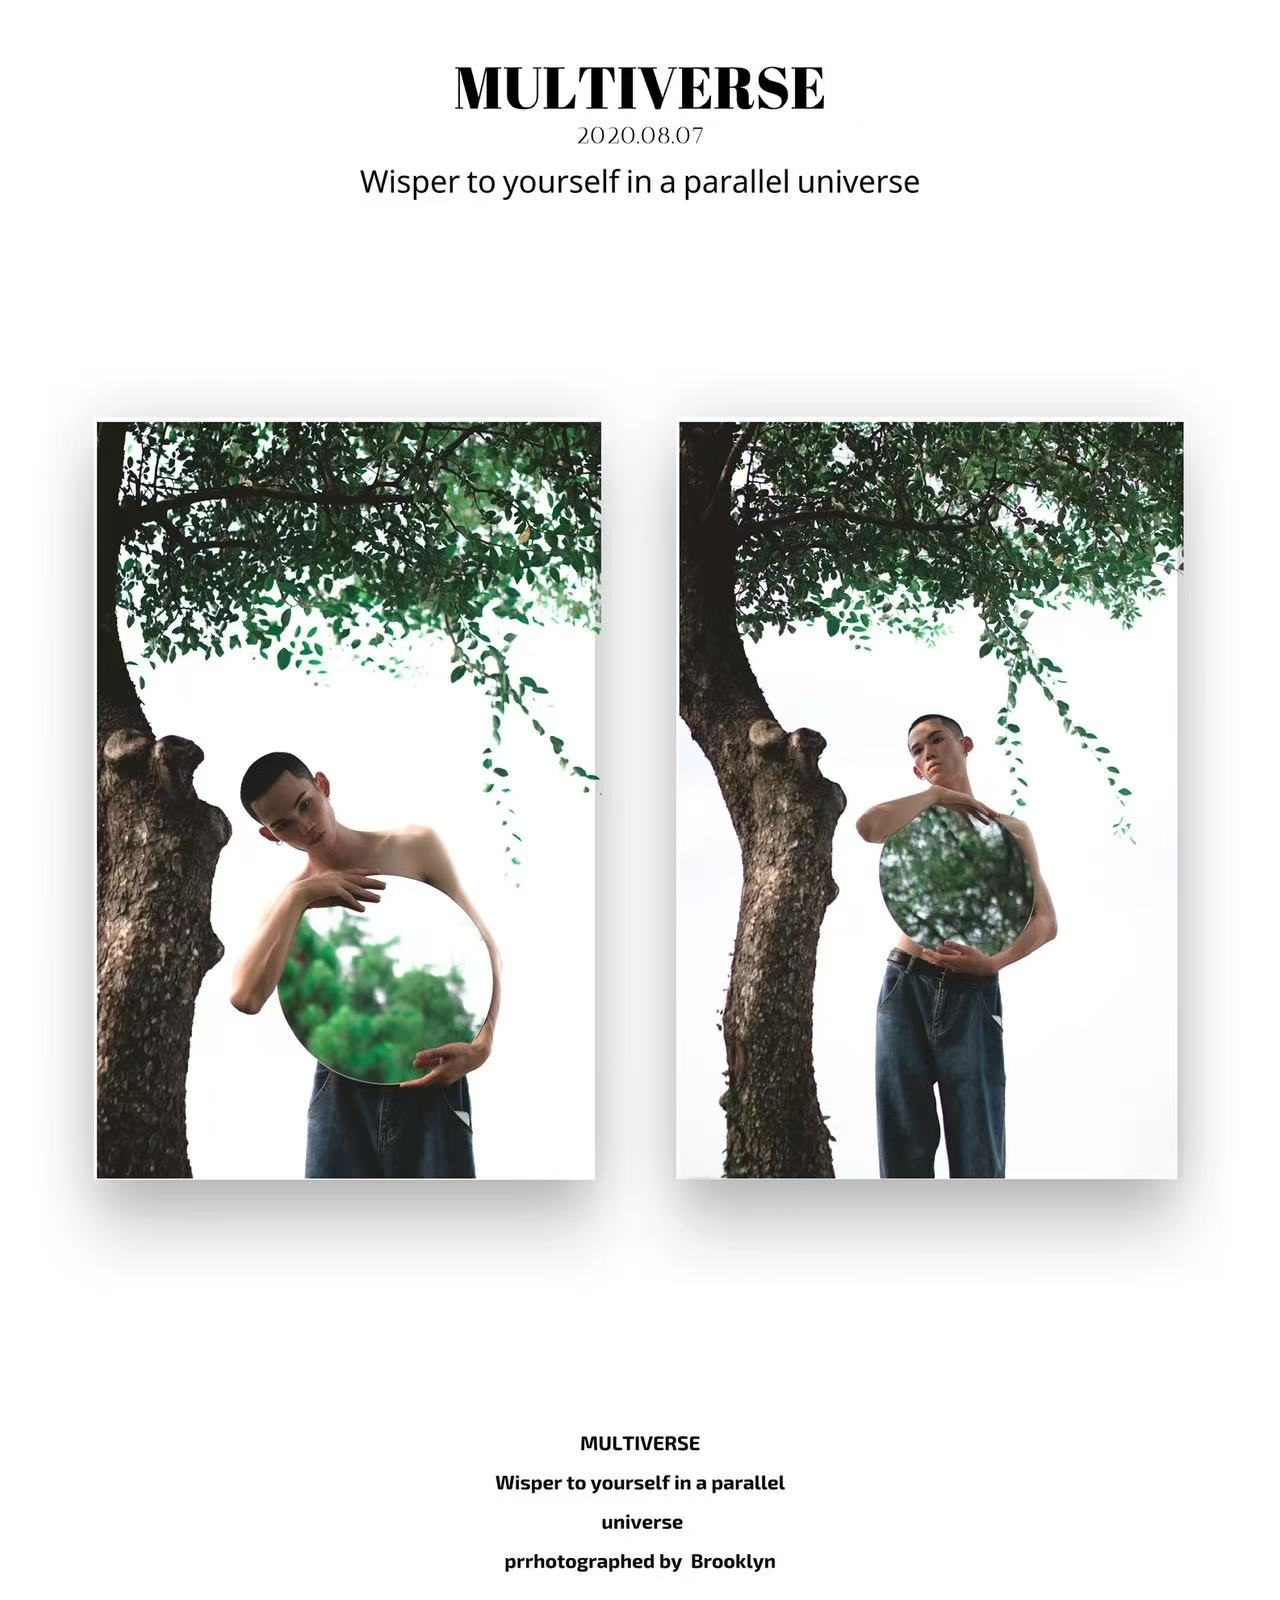 MULTIVERSE
2020.08.07
Wisper to yourself in a parallel universe
MULTIVERSE
Wisper to yourself in a parallel
universe
prrhotographed by  Brooklyn